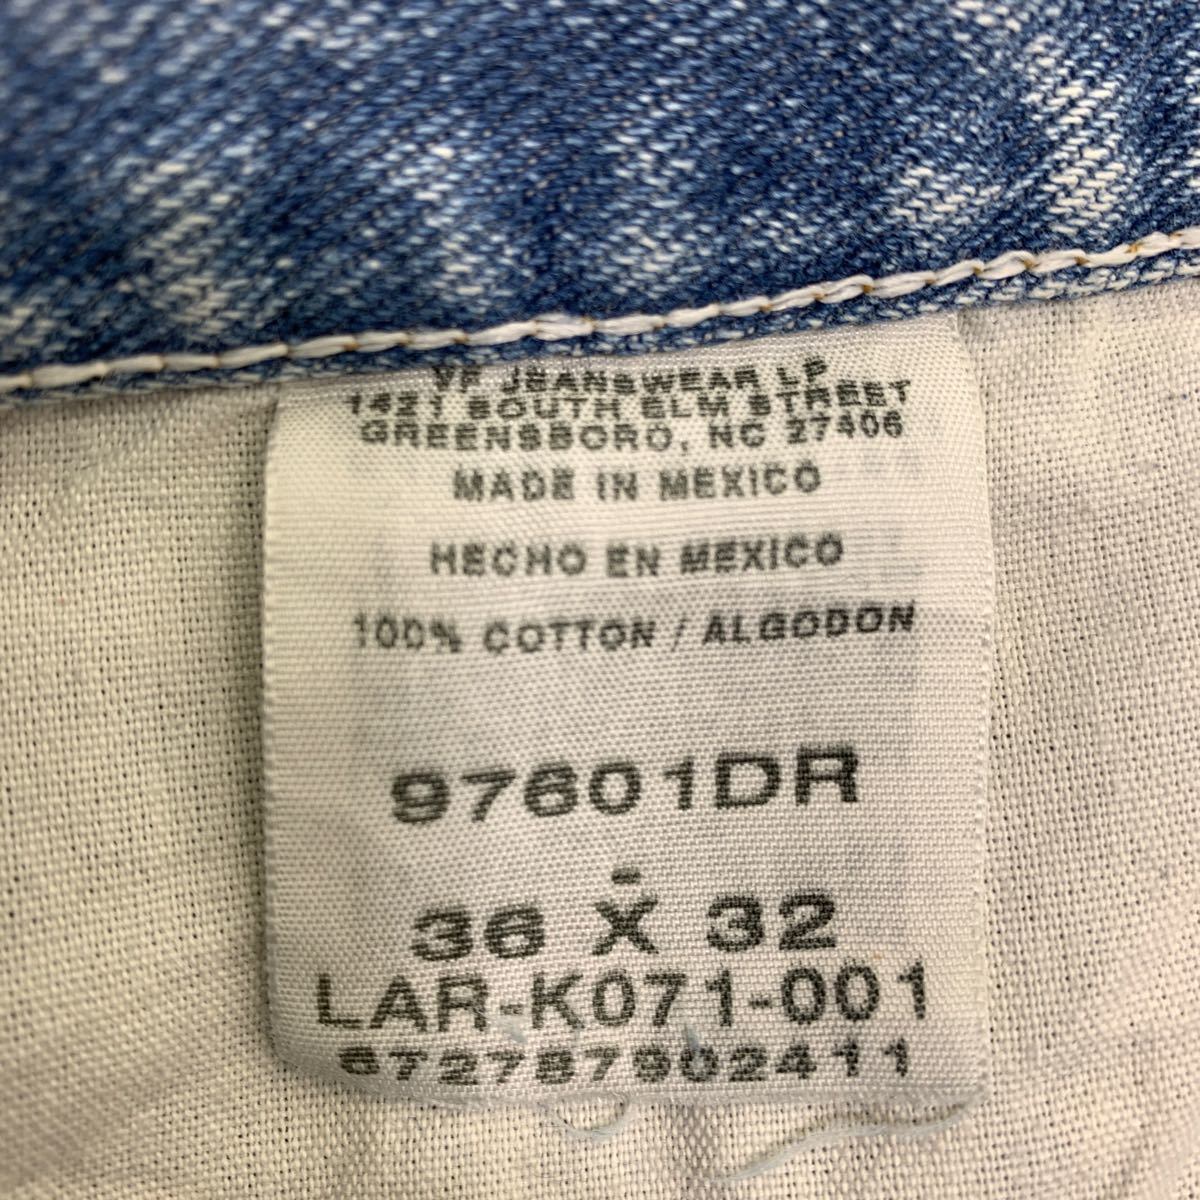 VF JEANSWEAR LP
1421 SOUTH ELM STREET
GREENSBORO, NC 27406
MADE IN MEXICO
HECHO EN MEXICO
100% COTTON / ALGODON
97601DR
-
36 X 32
LAR-K071-001
672787902411